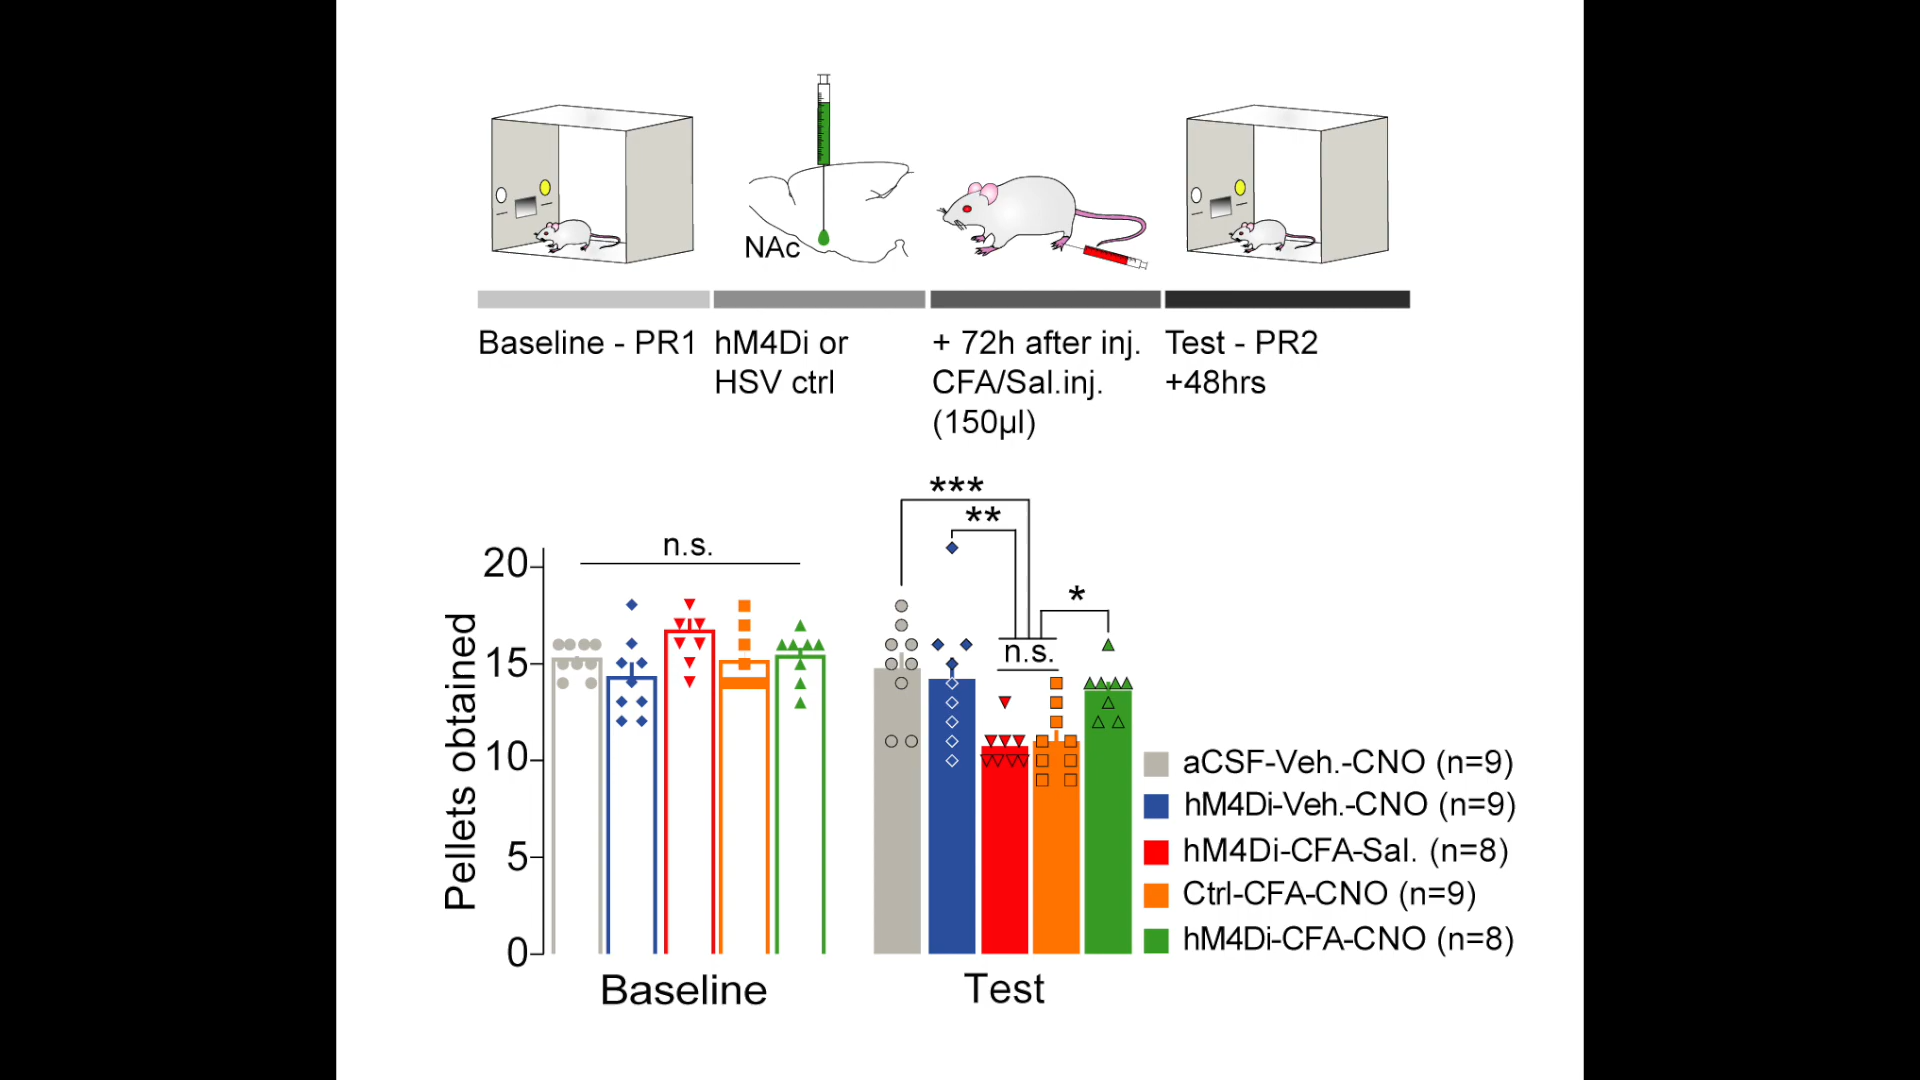 NAc
Baseline - PR1
hM4Di or
HSV ctrl
+ 72h after inj.
CFA/Sal.inj.
(150µl)
Test - PR2
+48hrs
***
**
n.s.
*
n.s.
Pellets obtained
20
15
10
5
0
aCSF-Veh.-CNO (n=9)
hM4Di-Veh.-CNO (n=9)
hM4Di-CFA-Sal. (n=8)
Ctrl-CFA-CNO (n=9)
hM4Di-CFA-CNO (n=8)
Baseline
Test